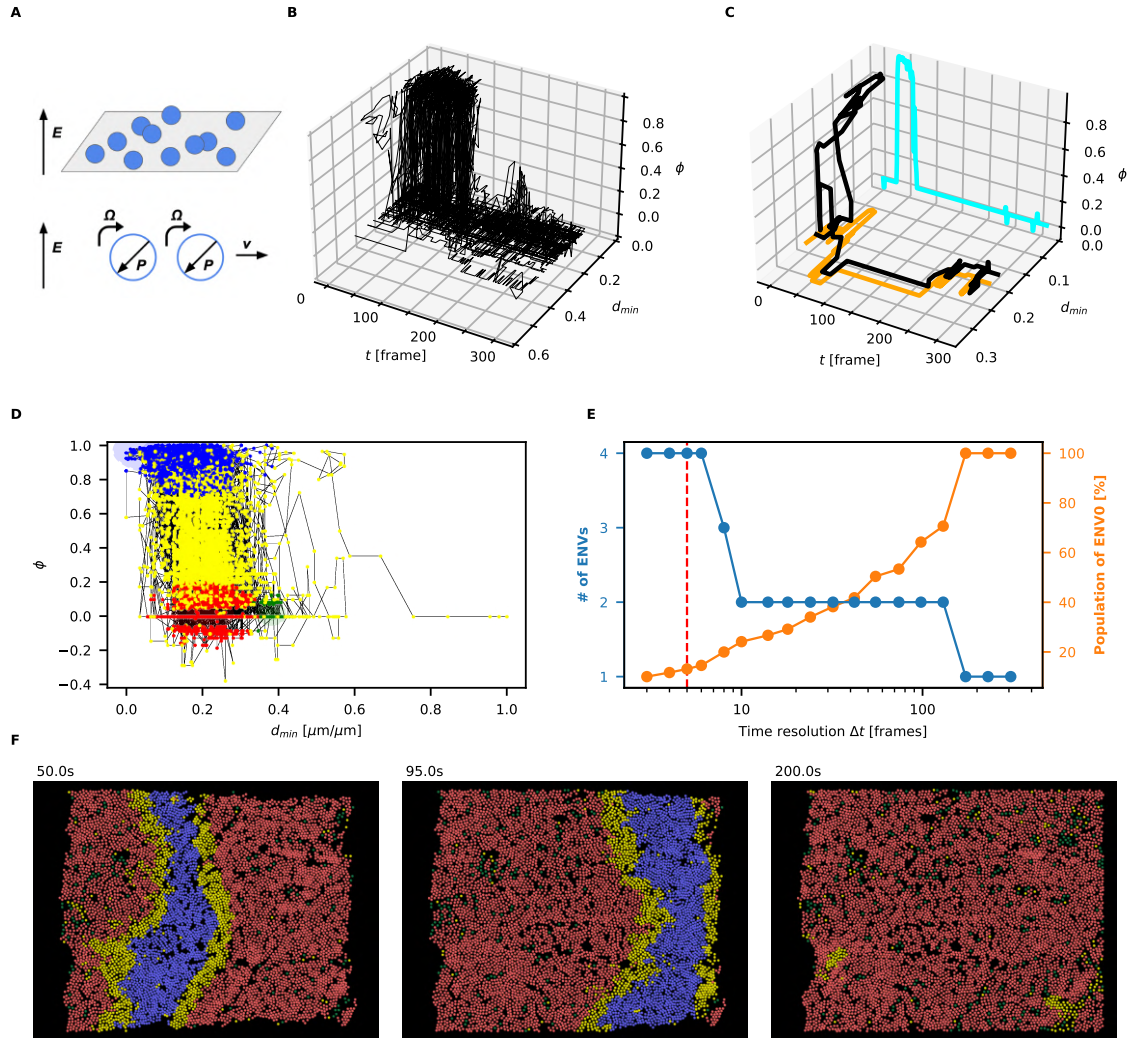 A
B
C
E
Ω Ω
E
P P
v
0.8
0.6
0.4
0.2
0.0
ϕ
0.0
0.2
0.4
0.6
d_min
0
100
200
300
t [frame]
0.8
0.6
0.4
0.2
0.0
ϕ
0.0
0.1
0.2
0.3
d_min
0
100
200
300
t [frame]
D
1.0
0.8
0.6
0.4
0.2
0.0
−0.2
−0.4
ϕ
0.0 0.2 0.4 0.6 0.8 1.0
d_min [μm/μm]
E
4
3
2
1
# of ENVs
100
80
60
40
20
Population of ENV0 [%]
10 100
Time resolution Δt [frames]
F
50.0s
95.0s
200.0s